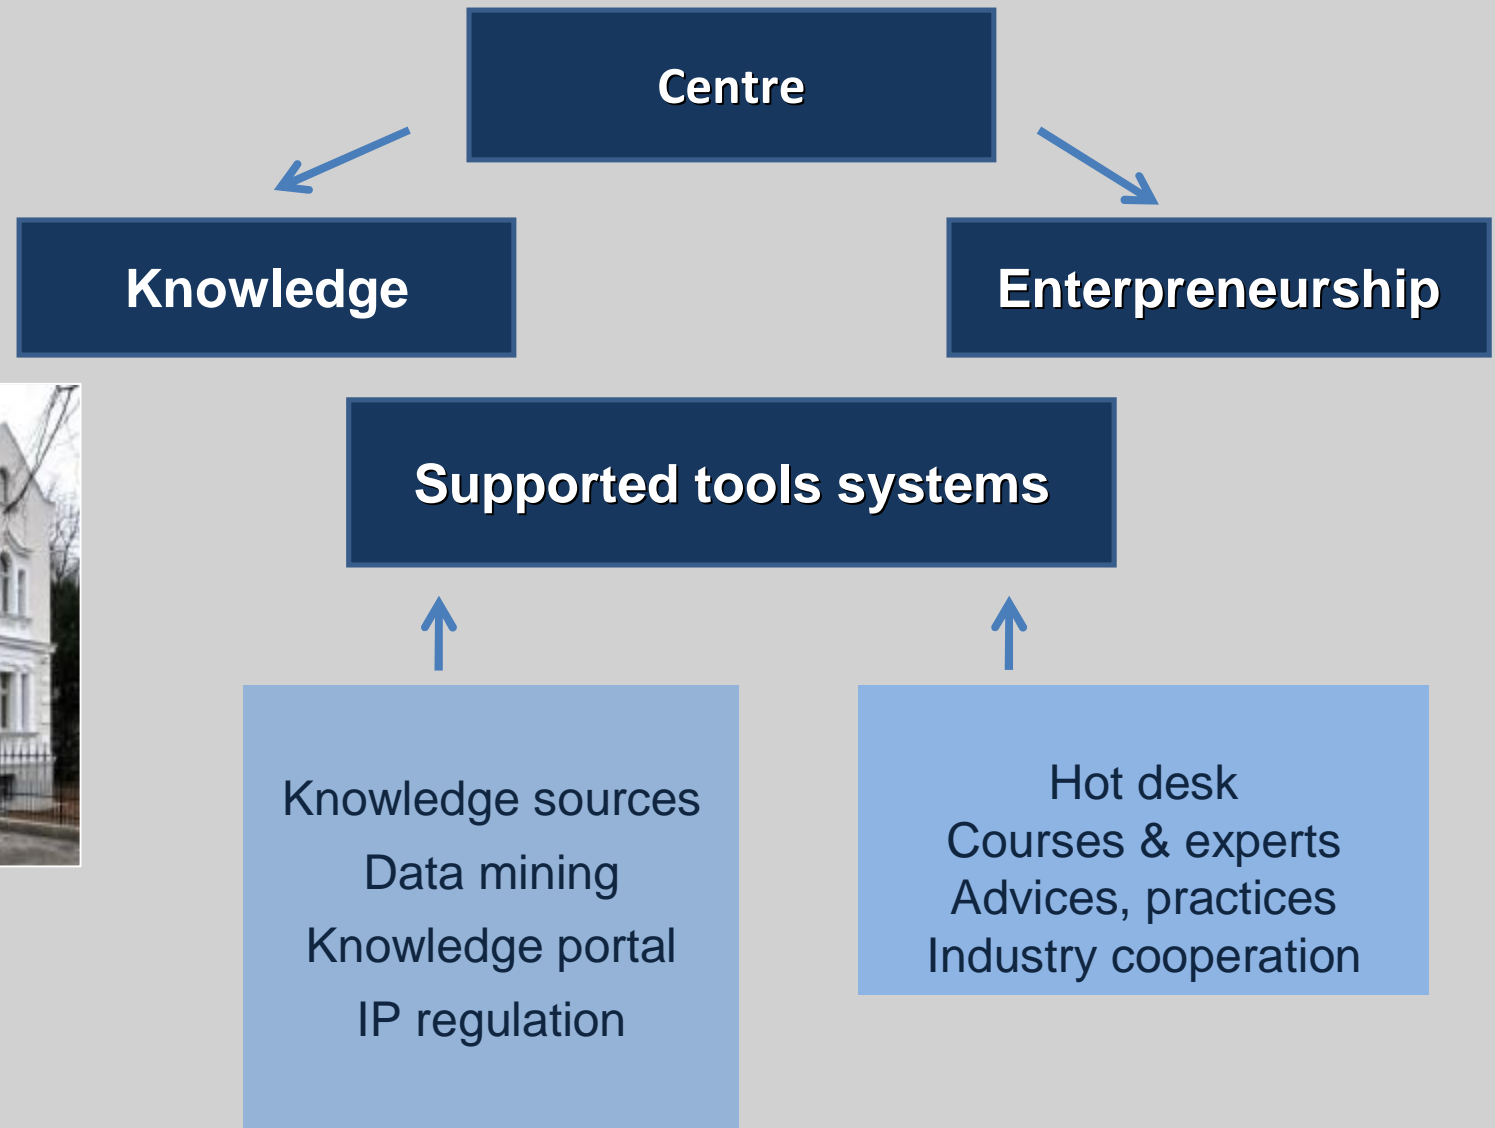 Centre
Knowledge
Enterpreneurship
Supported tools systems
Knowledge sources
Data mining
Knowledge portal
IP regulation
Hot desk
Courses & experts
Advices, practices
Industry cooperation